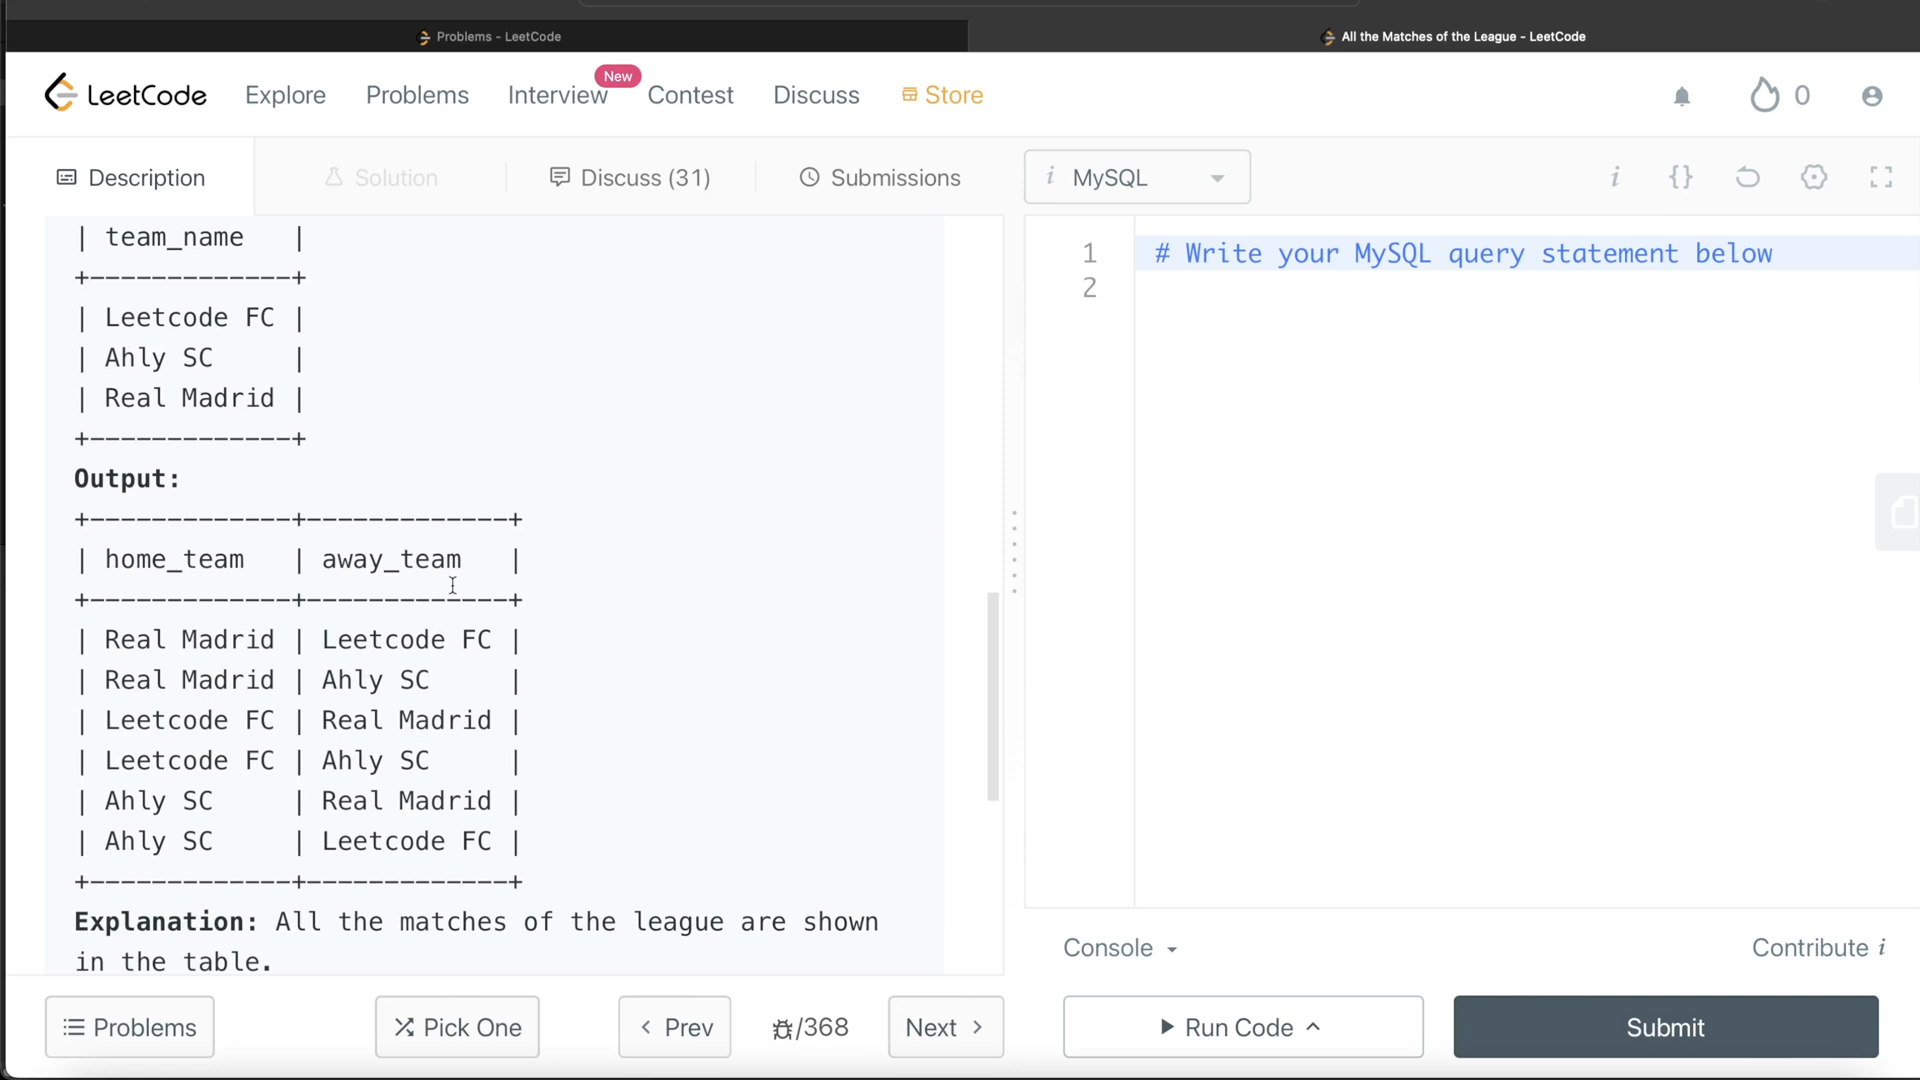 Problems - LeetCode
All the Matches of the League - LeetCode
LeetCode Explore Problems Interview New Contest Discuss Store 0
Description Solution Discuss (31) Submissions i MySQL i {}
| team_name |
+-------------+
| Leetcode FC |
| Ahly SC |
| Real Madrid |
+-------------+
Output:
+-------------+-------------+
| home_team | away_team |
+-------------+-------------+
| Real Madrid | Leetcode FC |
| Real Madrid | Ahly SC |
| Leetcode FC | Real Madrid |
| Leetcode FC | Ahly SC |
| Ahly SC | Real Madrid |
| Ahly SC | Leetcode FC |
+-------------+-------------+
Explanation: All the matches of the league are shown
in the table.
1 # Write your MySQL query statement below
2
Console Contribute i
Problems Pick One < Prev /368 Next > Run Code Submit